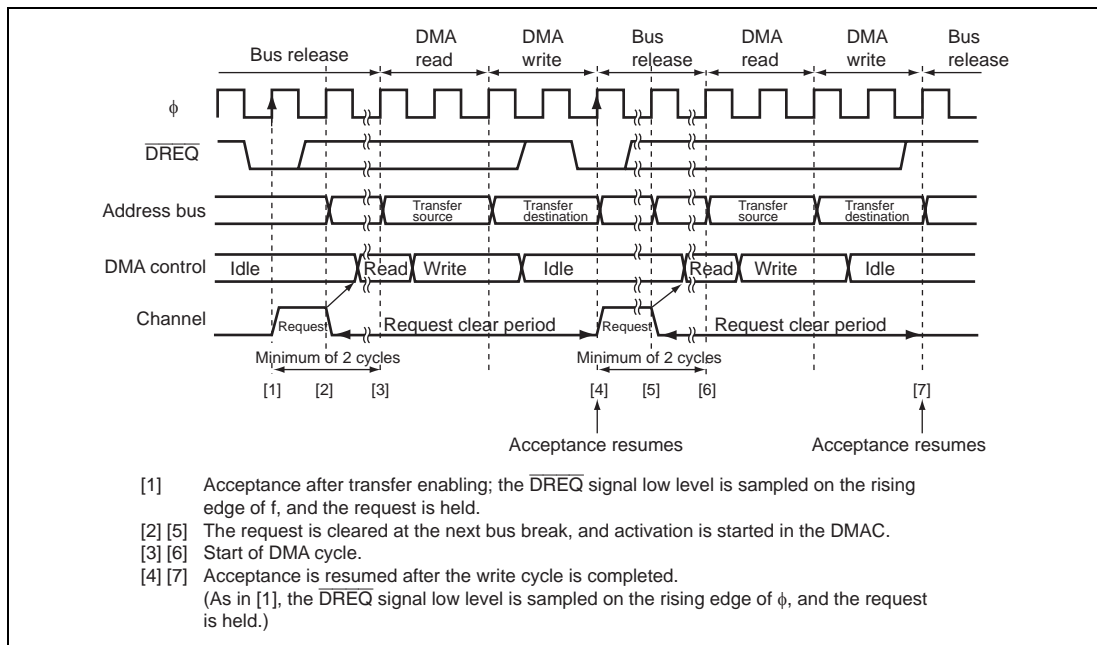 Bus release
DMA read
DMA write
Bus release
DMA read
DMA write
Bus release
ϕ
DREQ
Address bus
Transfer source
Transfer destination
Transfer source
Transfer destination
DMA control
Idle
Read
Write
Idle
Read
Write
Idle
Channel
Request
Request clear period
Request
Request clear period
Minimum of 2 cycles
Minimum of 2 cycles
[1]
[2]
[3]
[4]
[5]
[6]
[7]
Acceptance resumes
Acceptance resumes
[1] Acceptance after transfer enabling; the DREQ signal low level is sampled on the rising
edge of f, and the request is held.
[2] [5] The request is cleared at the next bus break, and activation is started in the DMAC.
[3] [6] Start of DMA cycle.
[4] [7] Acceptance is resumed after the write cycle is completed.
(As in [1], the DREQ signal low level is sampled on the rising edge of ϕ, and the request
is held.)